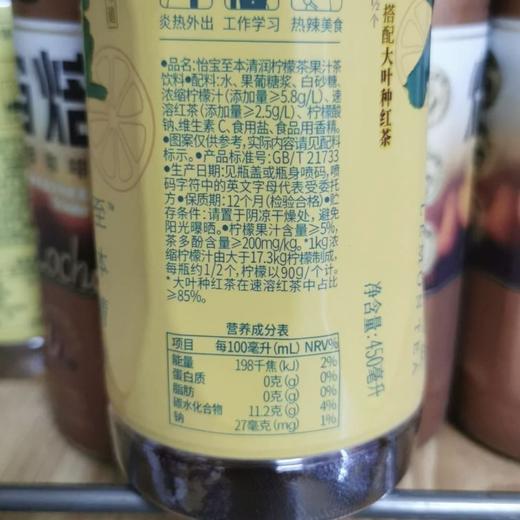 炎热外出 工作学习 热辣美食
搭配大叶种红茶
•品名:怡宝至本清润柠檬茶果汁茶
饮料•配料:水、果葡糖浆、白砂糖、
浓缩柠檬汁(添加量≥5.8g/L)、速
溶红茶(添加量≥2.5g/L)、柠檬酸
钠、维生素C、食用盐、食品用香精。
•图案仅供参考,实际内容请见配料
标示。•产品标准号:GB/T 21733
•生产日期:见瓶盖或瓶身喷码,喷
码字符中的英文字母代表受委托
方•保质期:12个月(检验合格)•贮
存条件:请置于阴凉干燥处,避免
阳光曝晒。•柠檬果汁含量≥5%,
茶多酚含量≥200mg/kg。*1kg浓
缩柠檬汁由大于17.3kg柠檬制成,
每瓶约1/2个,柠檬以90g/个计。
*大叶种红茶在速溶红茶中占比
≥85%。
净含量:450毫升
营养成分表
项目 每100毫升(mL) NRV%
能量 198千焦(kJ) 2%
蛋白质 0克(g) 0%
脂肪 0克(g) 0%
碳水化合物 11.2克(g) 4%
钠 27毫克(mg) 1%